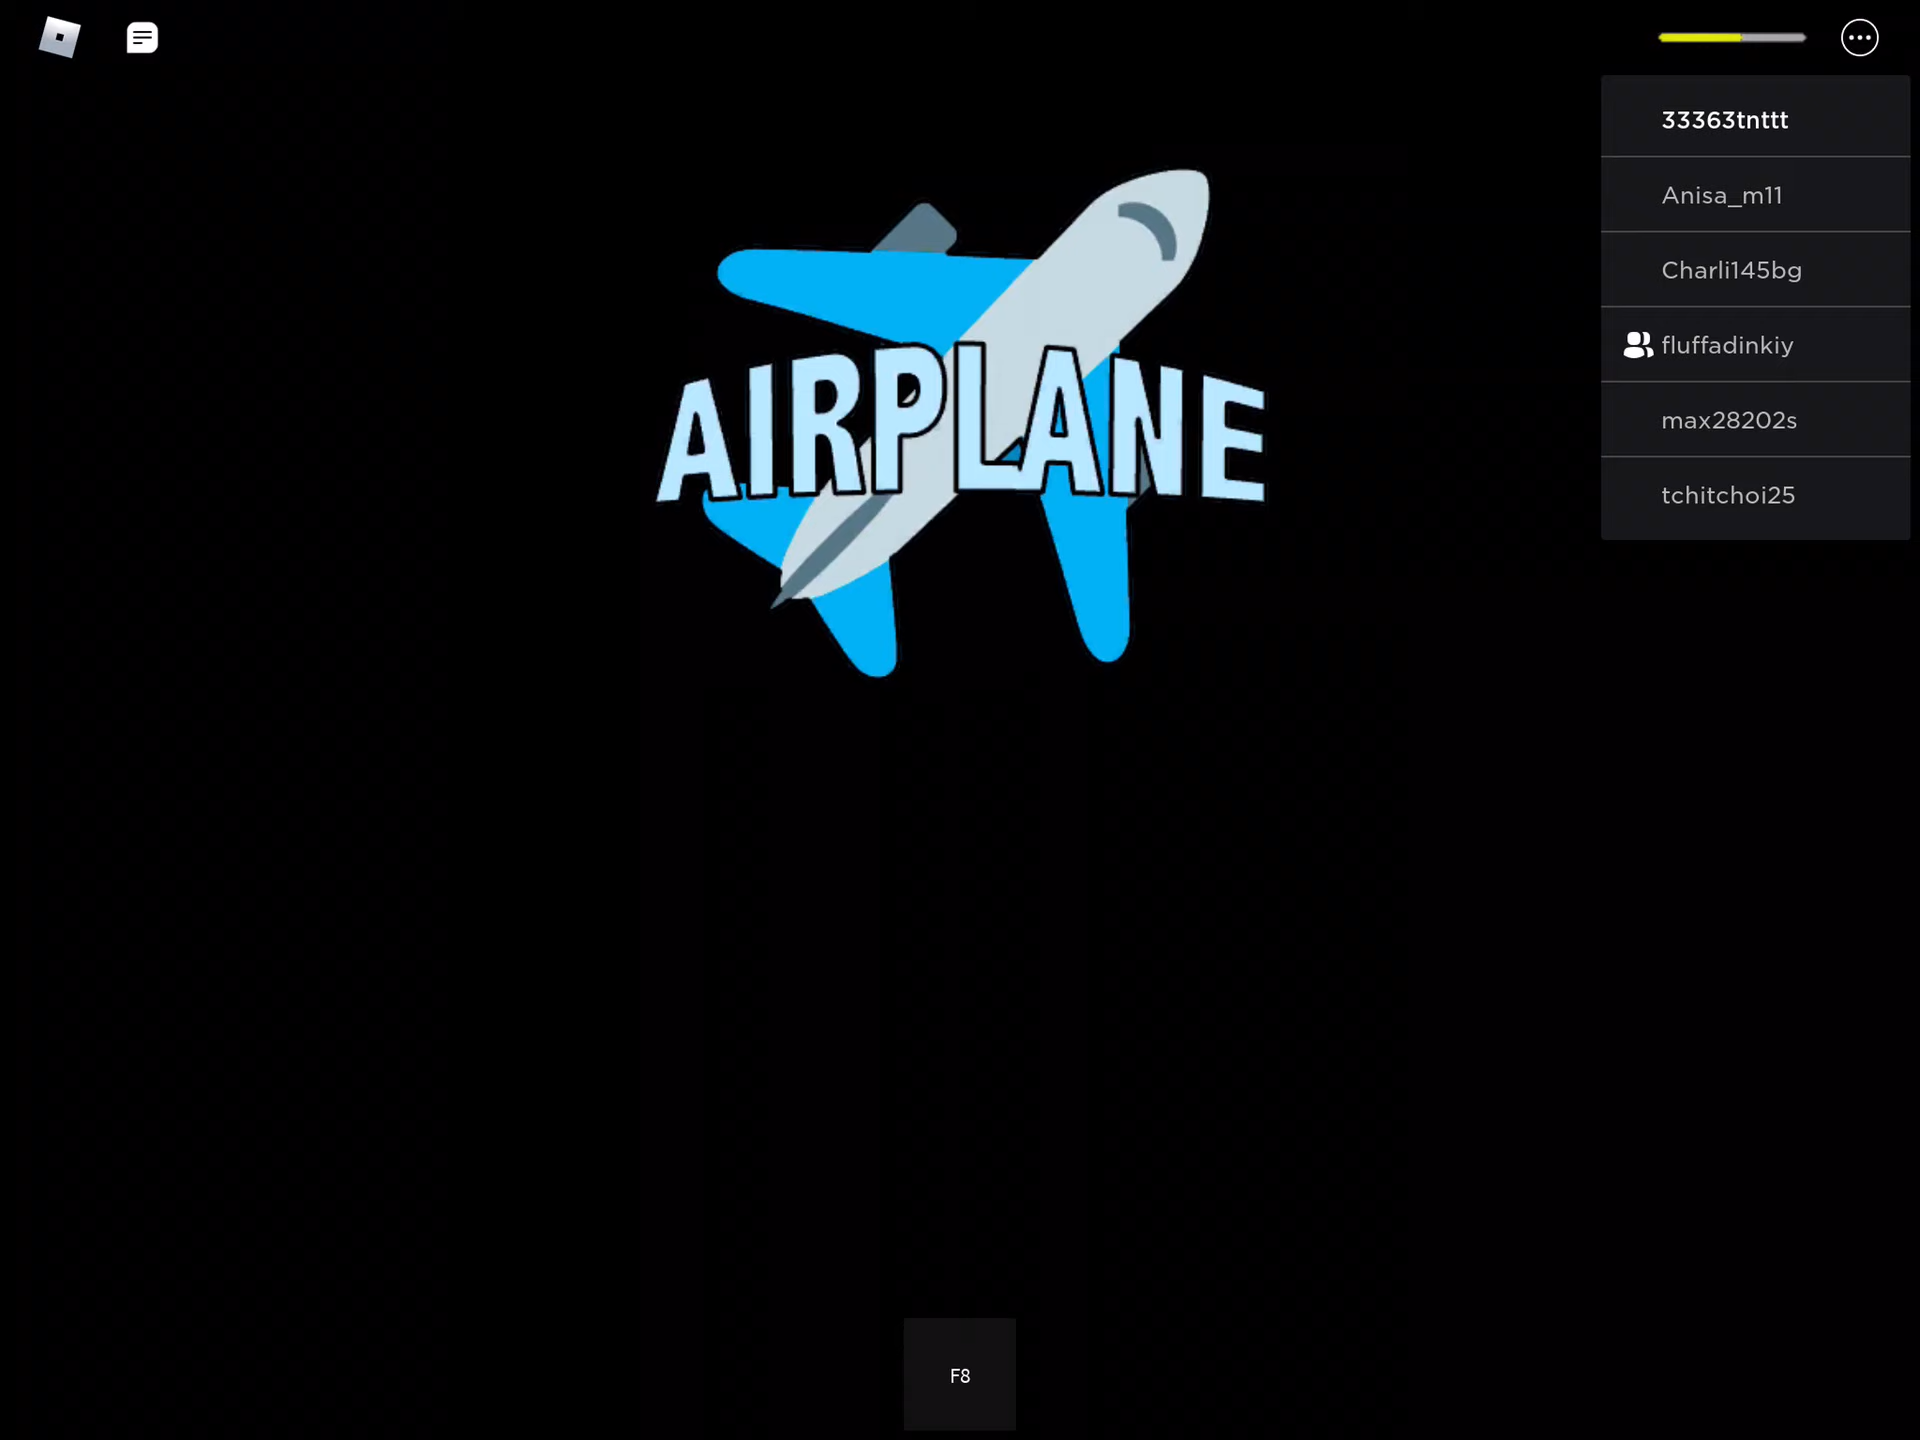 33363tnttt
Anisa_m11
Charli145bg
fluffadinkiy
max28202s
tchitchoi25
AIRPLANE
F8